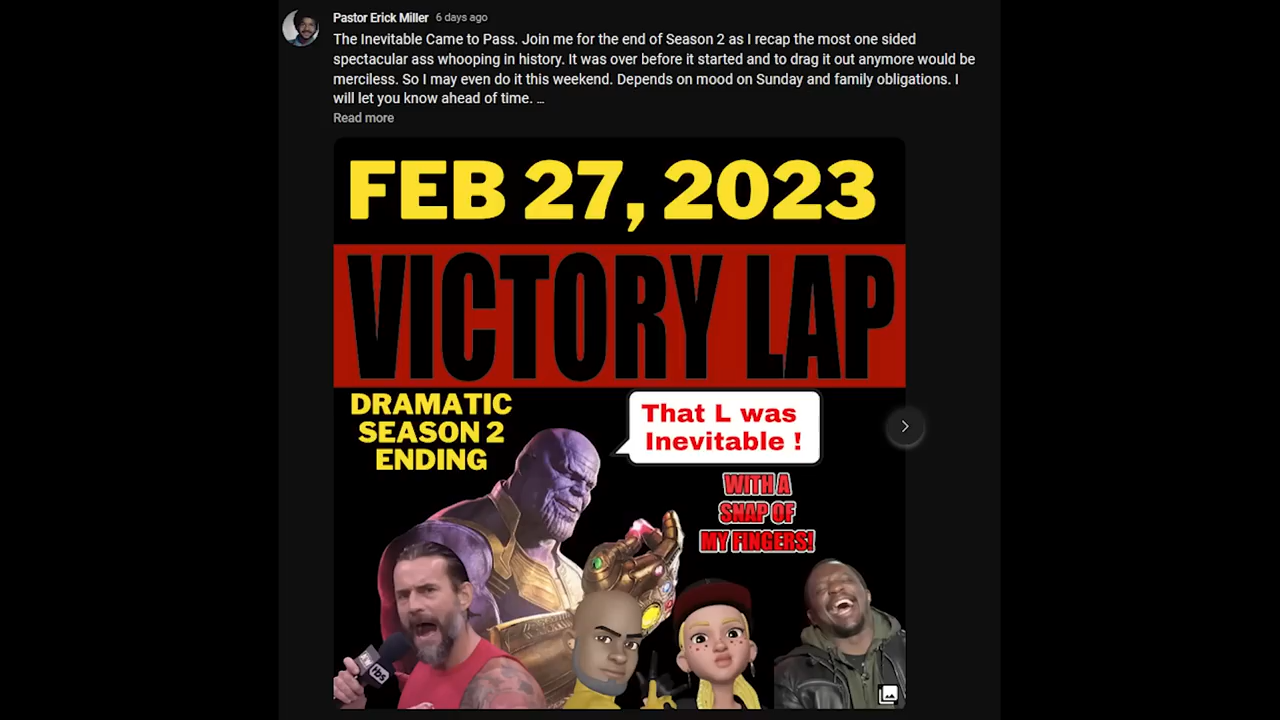 Pastor Erick Miller 6 days ago
The Inevitable Came to Pass. Join me for the end of Season 2 as I recap the most one sided
spectacular ass whooping in history. It was over before it started and to drag it out anymore would be
merciless. So I may even do it this weekend. Depends on mood on Sunday and family obligations. I
will let you know ahead of time. ...
Read more
FEB 27, 2023
VICTORY LAP
DRAMATIC
SEASON 2
ENDING
That L was
Inevitable !
WITH A
SNAP OF
MY FINGERS!
tbs